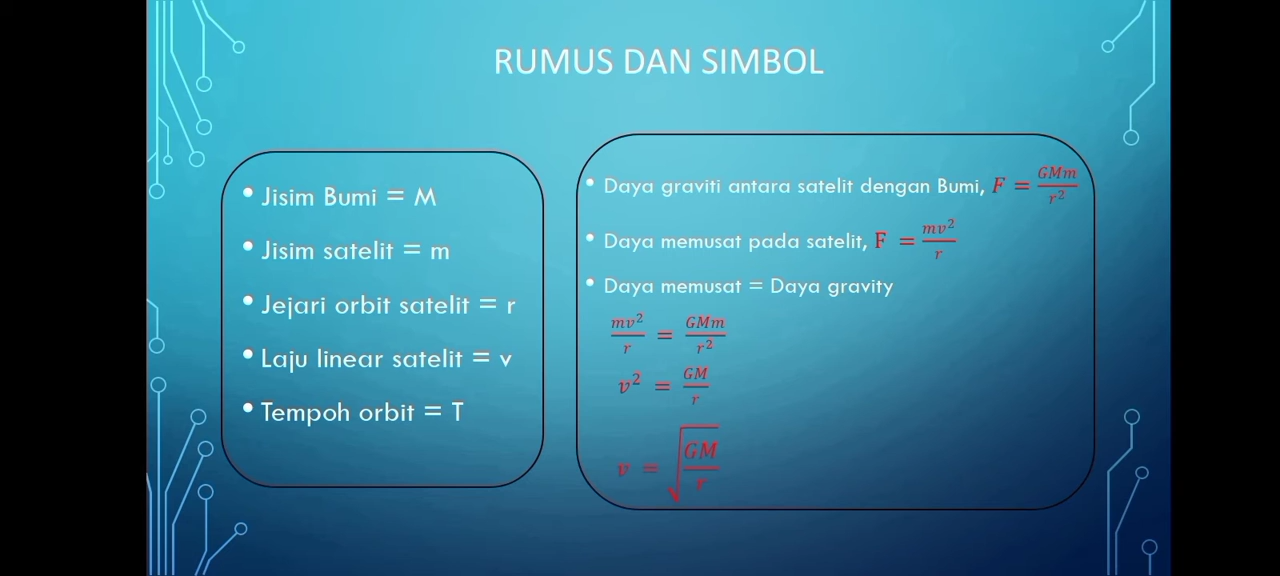 RUMUS DAN SIMBOL
• Jisim Bumi = M
• Jisim satelit = m
• Jejari orbit satelit = r
• Laju linear satelit = v
• Tempoh orbit = T
• Daya graviti antara satelit dengan Bumi, F = GMm/r²
• Daya memusat pada satelit, F = mv²/r
• Daya memusat = Daya gravity
mv²/r = GMm/r²
v² = GM/r
v = √(GM/r)